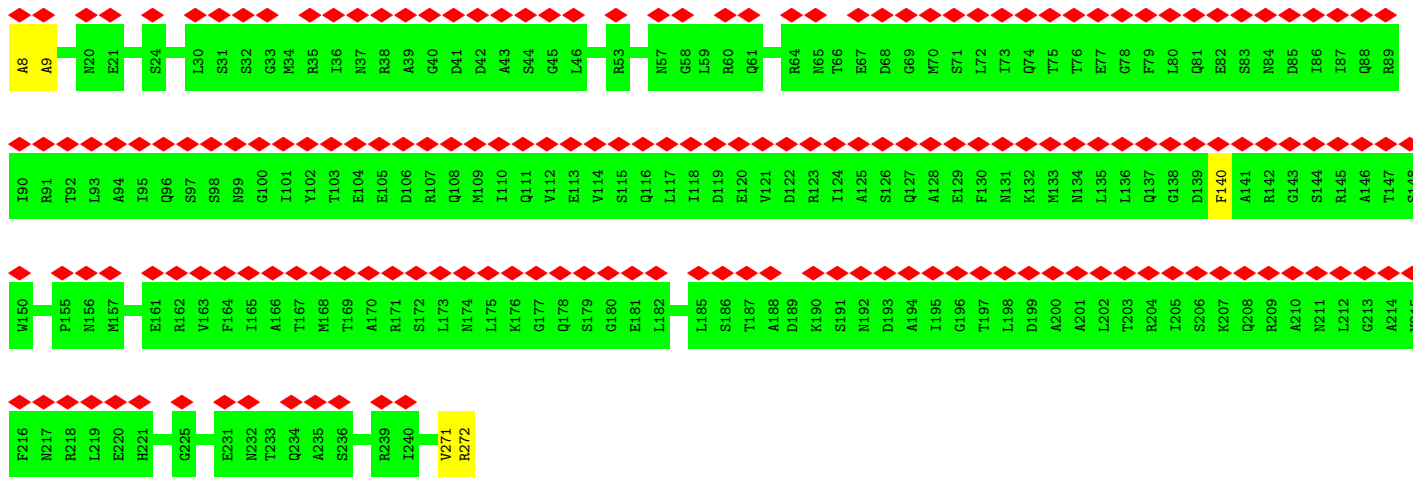 A8 A9 N20 E21 S24 L30 S31 S32 G33 M34 R35 I36 N37 R38 A39 G40 D41 D42 A43 S44 G45 L46 R53 N57 G58 L59 R60 Q61 R64 N65 T66 E67 D68 G69 M70 S71 L72 I73 Q74 T75 T76 E77 G78 F79 L80 Q81 E82 S83 N84 D85 I86 I87 Q88 R89
I90 R91 T92 L93 A94 I95 Q96 S97 S98 N99 G100 I101 Y102 T103 E104 E105 D106 R107 Q108 M109 I110 Q111 V112 E113 V114 S115 Q116 L117 I118 D119 E120 V121 D122 R123 I124 A125 S126 Q127 A128 E129 F130 N131 K132 M133 N134 L135 L136 Q137 G138 D139 F140 A141 R142 G143 S144 R145 A146 T147
W150 P155 N156 M157 E161 R162 V163 F164 I165 A166 T167 M168 T169 A170 R171 S172 L173 N174 L175 K176 G177 Q178 S179 G180 E181 L182 L185 S186 T187 A188 D189 K190 S191 N192 D193 A194 I195 G196 T197 L198 D199 A200 A201 L202 T203 R204 I205 S206 K207 Q208 R209 A210 N211 L212 G213 A214
F216 N217 R218 L219 E220 H221 G225 E231 N232 T233 Q234 A235 S236 R239 I240 V271 R272